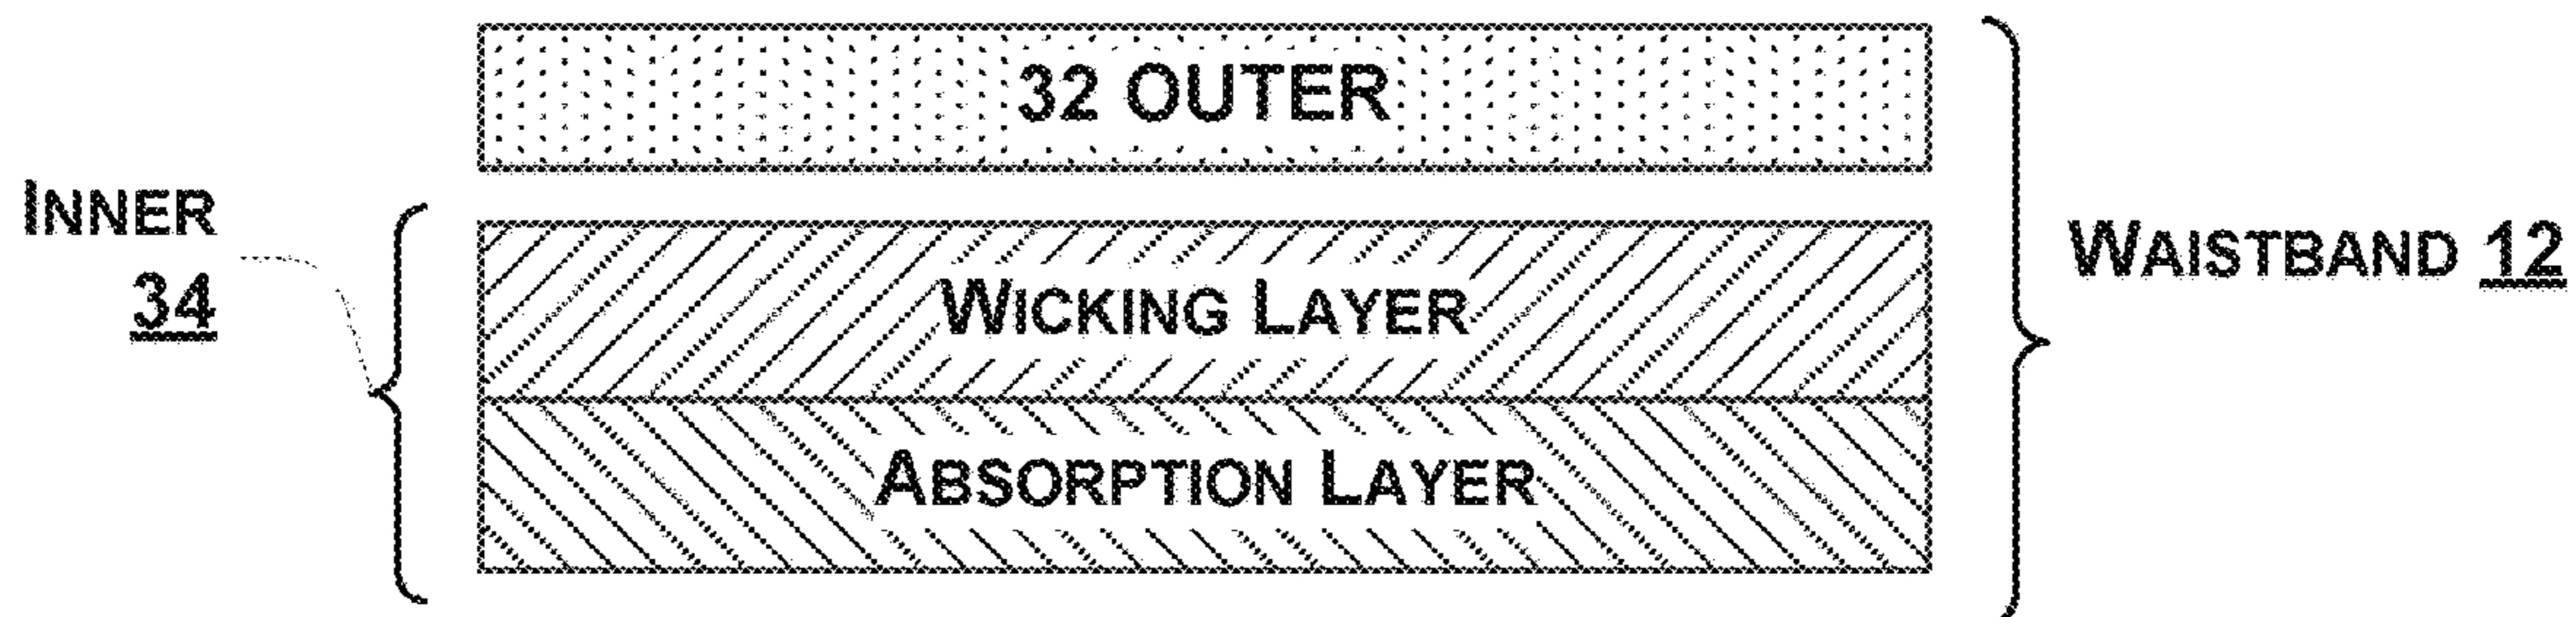 32 OUTER
INNER
34
WAISTBAND 12
WICKING LAYER
ABSORPTION LAYER